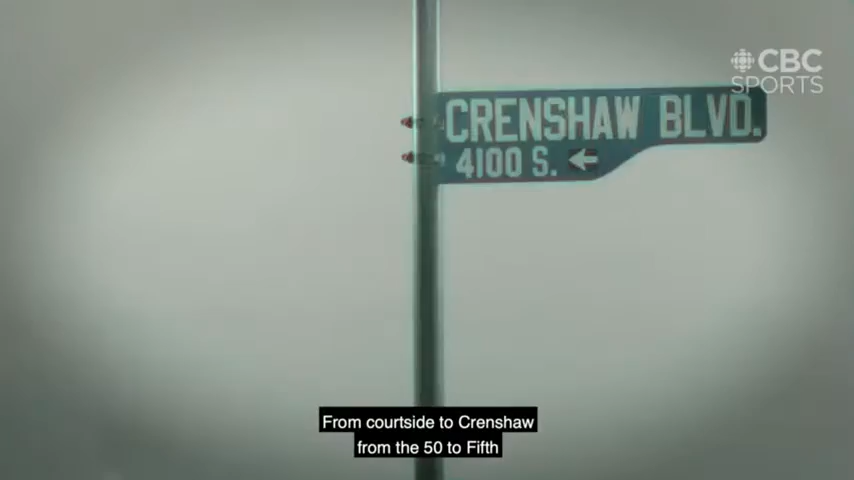 CBC
SPORTS
CRENSHAW BLVD.
4100 S.
From courtside to Crenshaw
from the 50 to Fifth